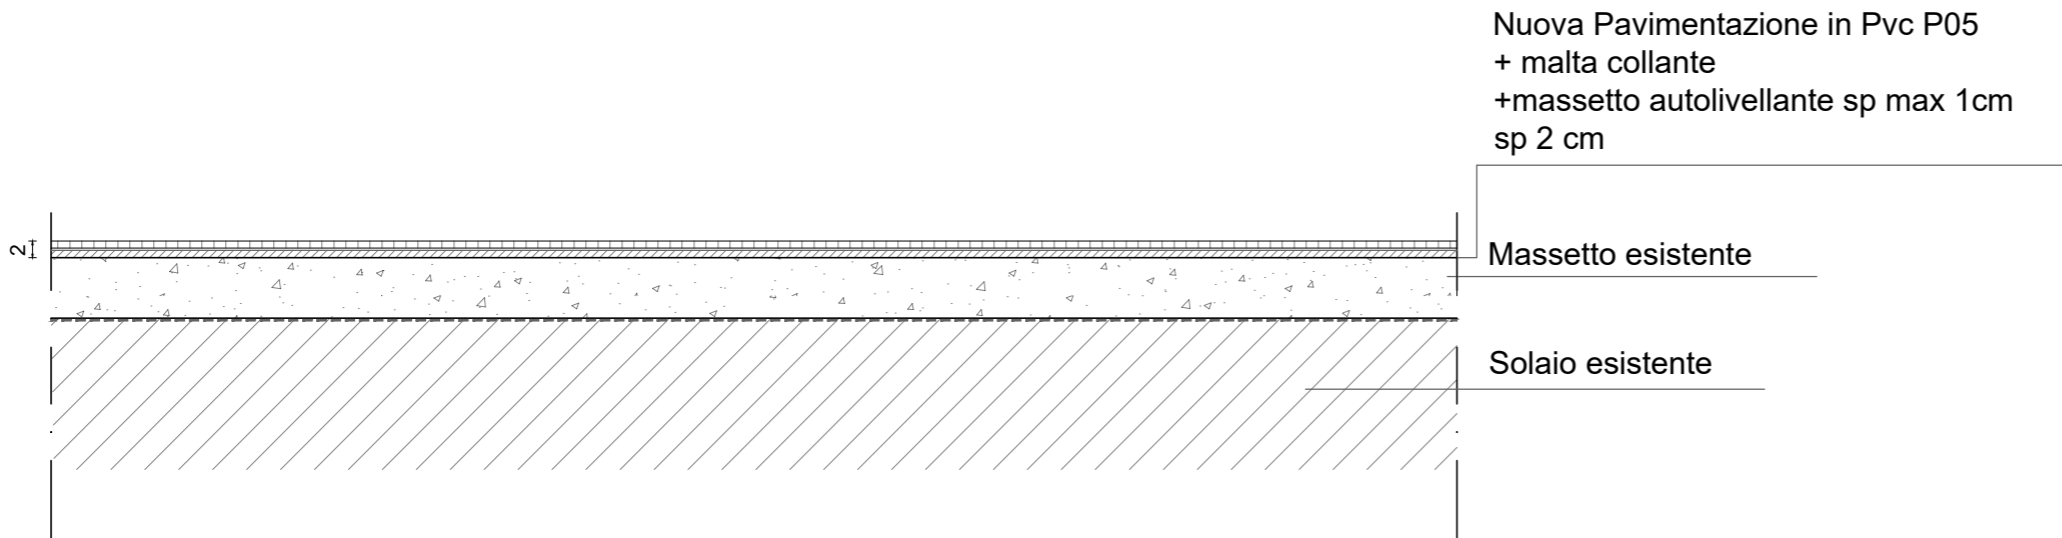 Nuova Pavimentazione in Pvc P05
+ malta collante
+massetto autolivellante sp max 1cm
sp 2 cm
2
Massetto esistente
Solaio esistente